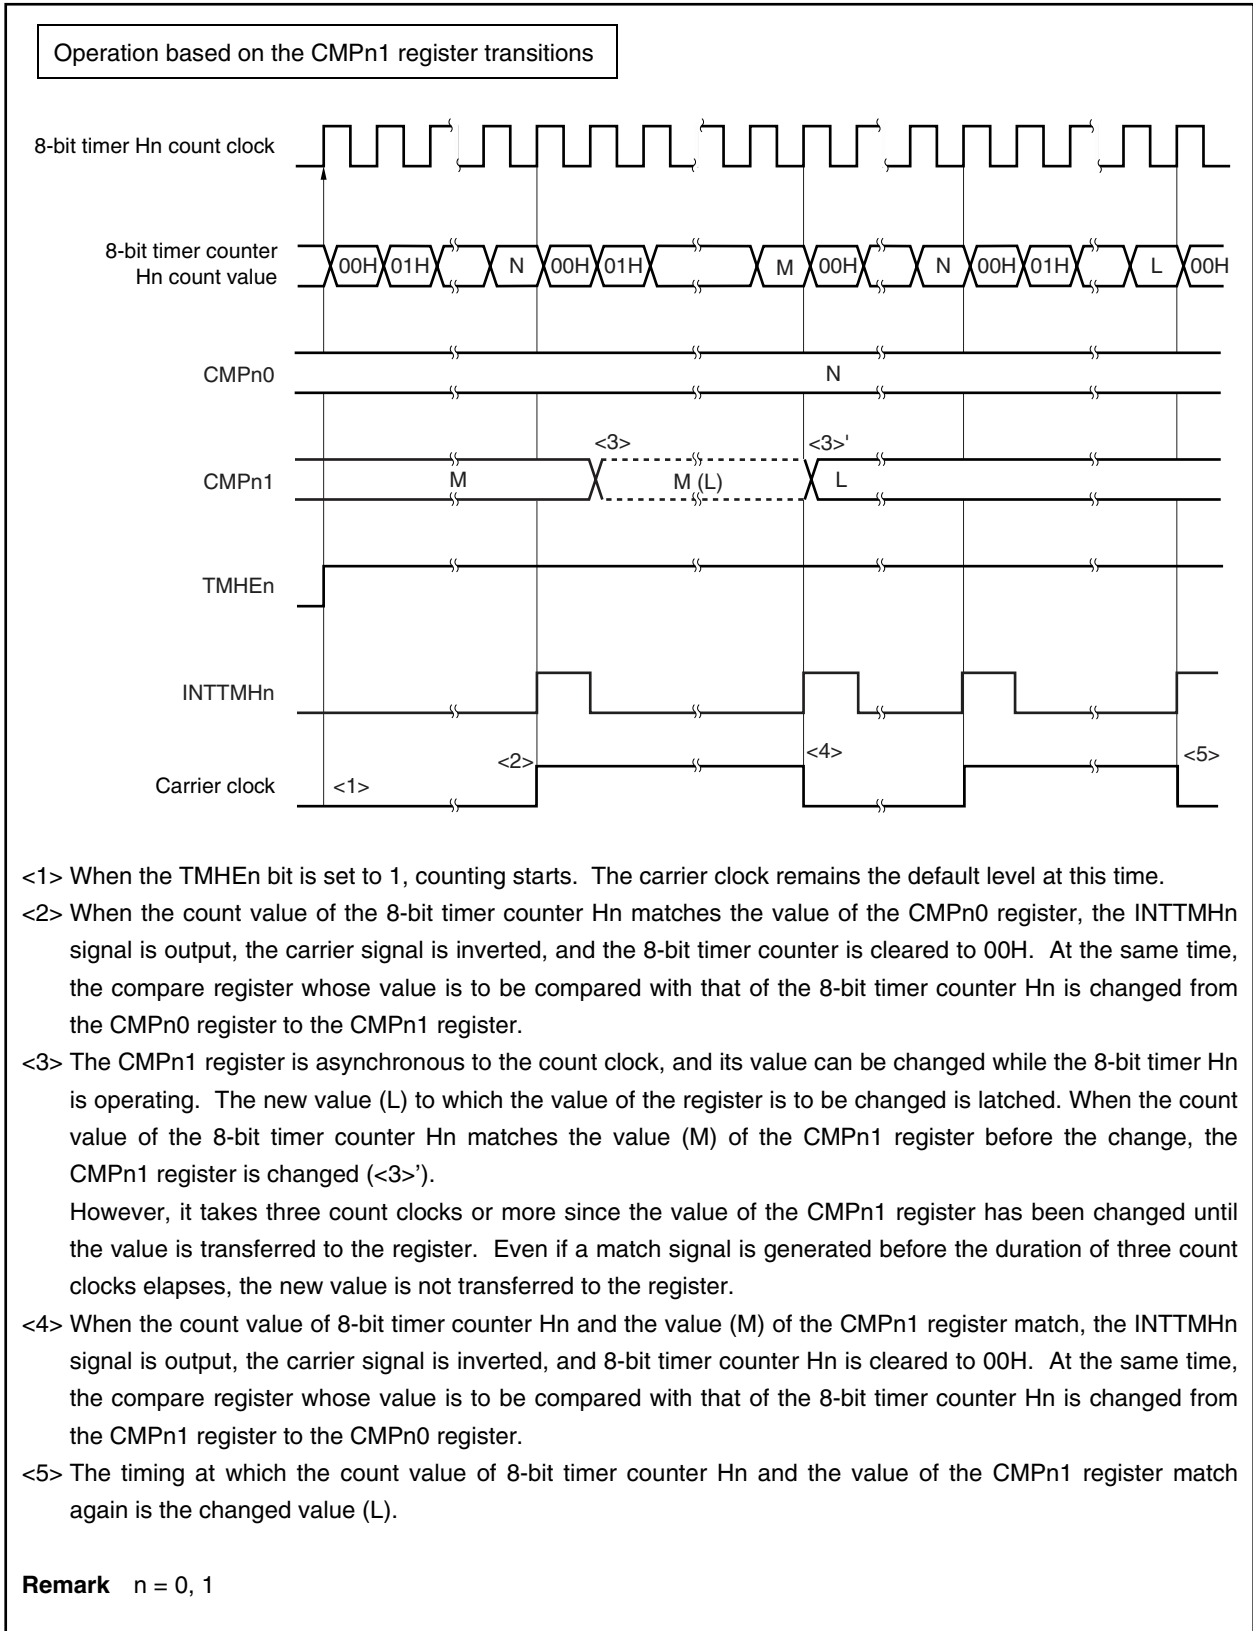 Operation based on the CMPn1 register transitions
8-bit timer Hn count clock
8-bit timer counter
Hn count value
00H 01H N 00H 01H M 00H N 00H 01H L 00H
CMPn0
N
<3> <3>'
CMPn1
M M (L) L
TMHEn
INTTMHn
<2> <4> <5>
Carrier clock <1>
<1> When the TMHEn bit is set to 1, counting starts. The carrier clock remains the default level at this time.
<2> When the count value of the 8-bit timer counter Hn matches the value of the CMPn0 register, the INTTMHn
signal is output, the carrier signal is inverted, and the 8-bit timer counter is cleared to 00H. At the same time,
the compare register whose value is to be compared with that of the 8-bit timer counter Hn is changed from
the CMPn0 register to the CMPn1 register.
<3> The CMPn1 register is asynchronous to the count clock, and its value can be changed while the 8-bit timer Hn
is operating. The new value (L) to which the value of the register is to be changed is latched. When the count
value of the 8-bit timer counter Hn matches the value (M) of the CMPn1 register before the change, the
CMPn1 register is changed (<3>’).
However, it takes three count clocks or more since the value of the CMPn1 register has been changed until
the value is transferred to the register. Even if a match signal is generated before the duration of three count
clocks elapses, the new value is not transferred to the register.
<4> When the count value of 8-bit timer counter Hn and the value (M) of the CMPn1 register match, the INTTMHn
signal is output, the carrier signal is inverted, and 8-bit timer counter Hn is cleared to 00H. At the same time,
the compare register whose value is to be compared with that of the 8-bit timer counter Hn is changed from
the CMPn1 register to the CMPn0 register.
<5> The timing at which the count value of 8-bit timer counter Hn and the value of the CMPn1 register match
again is the changed value (L).
Remark n = 0, 1